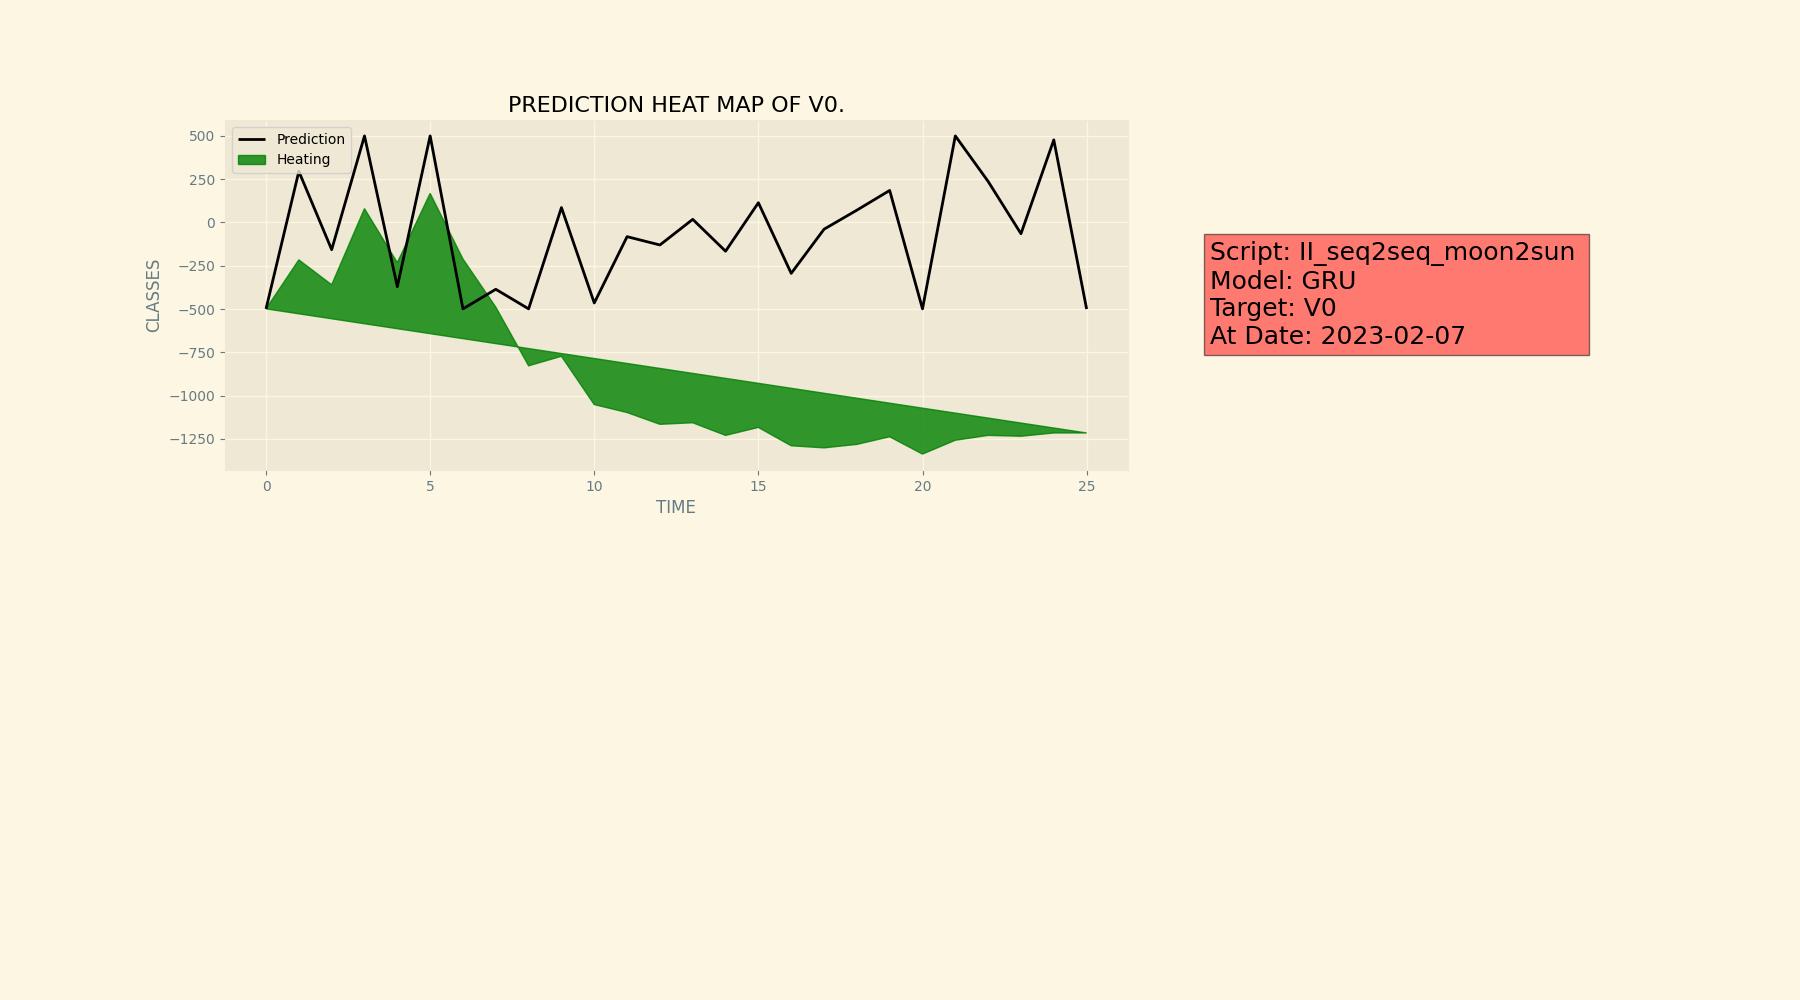 PREDICTION HEAT MAP OF V0.
Prediction
Heating
500
250
0
−250
−500
−750
−1000
−1250
CLASSES
0 5 10 15 20 25
TIME
Script: II_seq2seq_moon2sun
Model: GRU
Target: V0
At Date: 2023-02-07